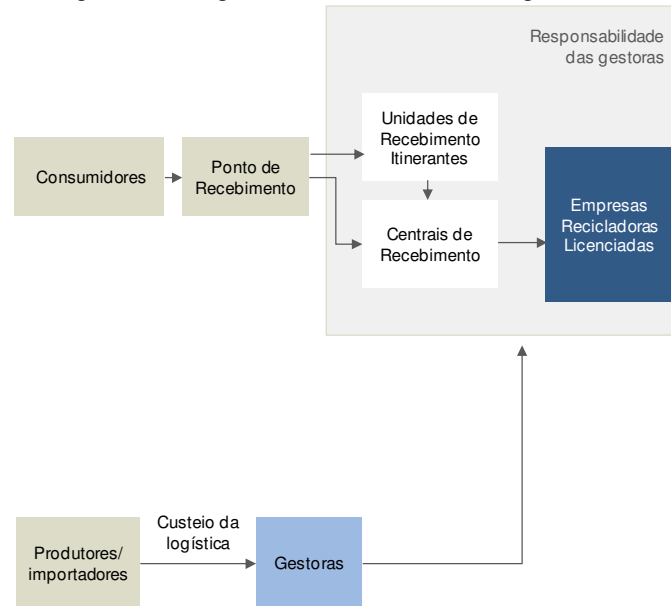 Responsabilidade
das gestoras
Unidades de
Recebimento
Itinerantes
Consumidores
Ponto de
Recebimento
Centrais de
Recebimento
Empresas
Recicladoras
Licenciadas
Custeio da
logística
Produtores/
importadores
Gestoras